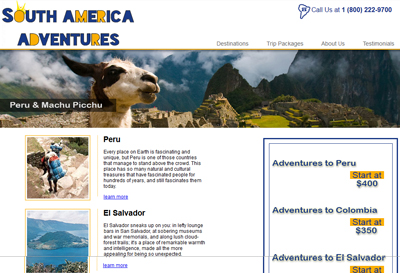 SOUTH AMERICA
ADVENTURES
Call Us at 1 (800) 222-9700
Destinations Trip Packages About Us Testimonials
Peru & Machu Picchu
Peru
Every place on Earth is fascinating and
unique, but Peru is one of those countries
that manage to stand above the crowd. This
place has so many natural and cultural
treasures that have fascinated people for
hundreds of years, and still fascinates them
today.
learn more
El Salvador
El Salvador sneaks up on you: in lefty lounge
bars in San Salvador, at sobering museums
and war memorials, and along lush cloud-
forest trails, it's a place of remarkable warmth
and intelligence, made all the more
appealing for being so unexpected.
learn more
Adventures to Peru
Start at
$400
Adventures to Colombia
Start at
$350
Adventures to El Salvador
Start at